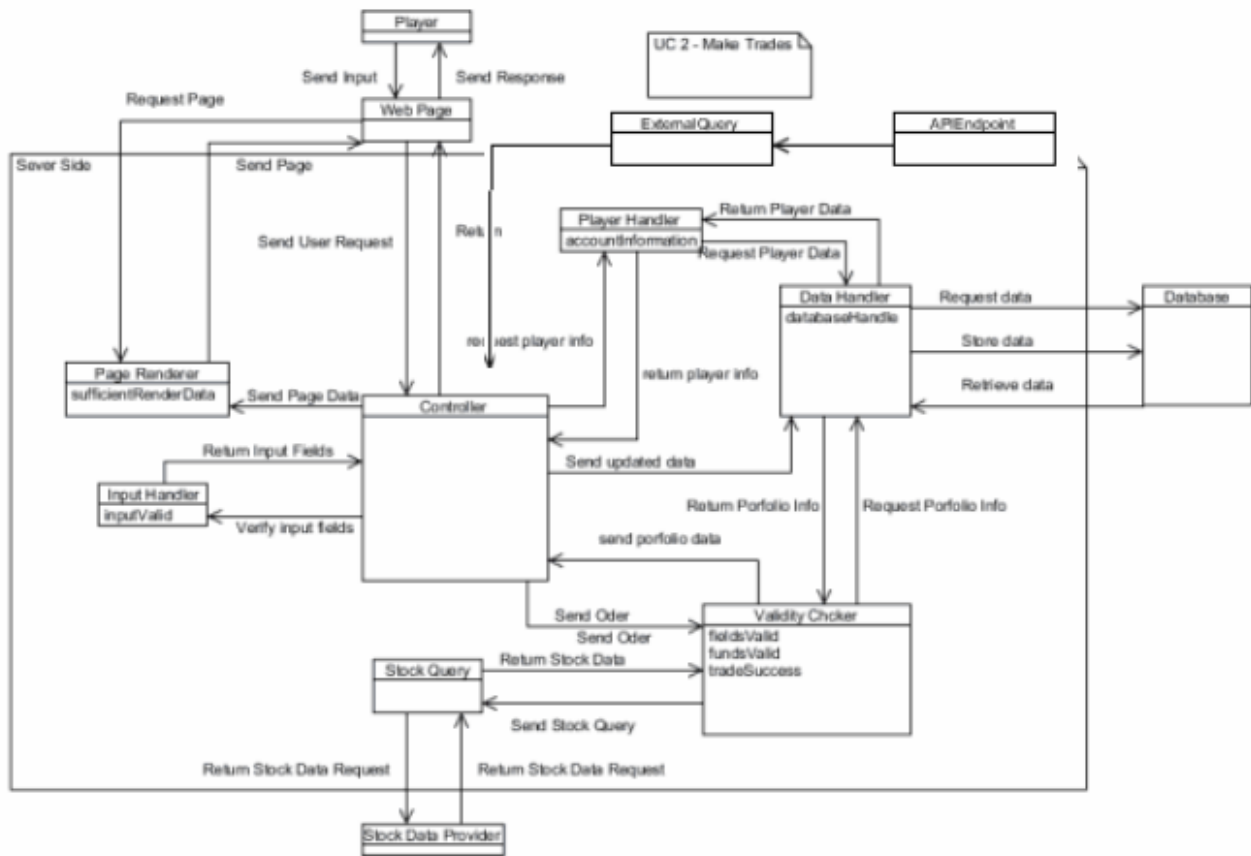 Player
UC 2 - Make Trades
Send Input
Send Response
Request Page
Web Page
ExternalQuery
APIEndpoint
Sever Side
Send Page
Return Player Data
Player Handler
Send User Request
accountInformation
Request Player Data
Data Handler
Request data
Database
databaseHandle
request player info
Store data
Page Renderer
return player info
sufficientRenderData
Send Page Data
Retrieve data
Controller
Return Input Fields
Send updated data
Input Handler
inputValid
Return Porfolio Info
Request Porfolio Info
Verify input fields
send porfolio data
Send Oder
Validity Chcker
Send Oder
fieldsValid
Return Stock Data
fundsValid
Stock Query
tradeSuccess
Send Stock Query
Return Stock Data Request
Return Stock Data Request
Stock Data Provider